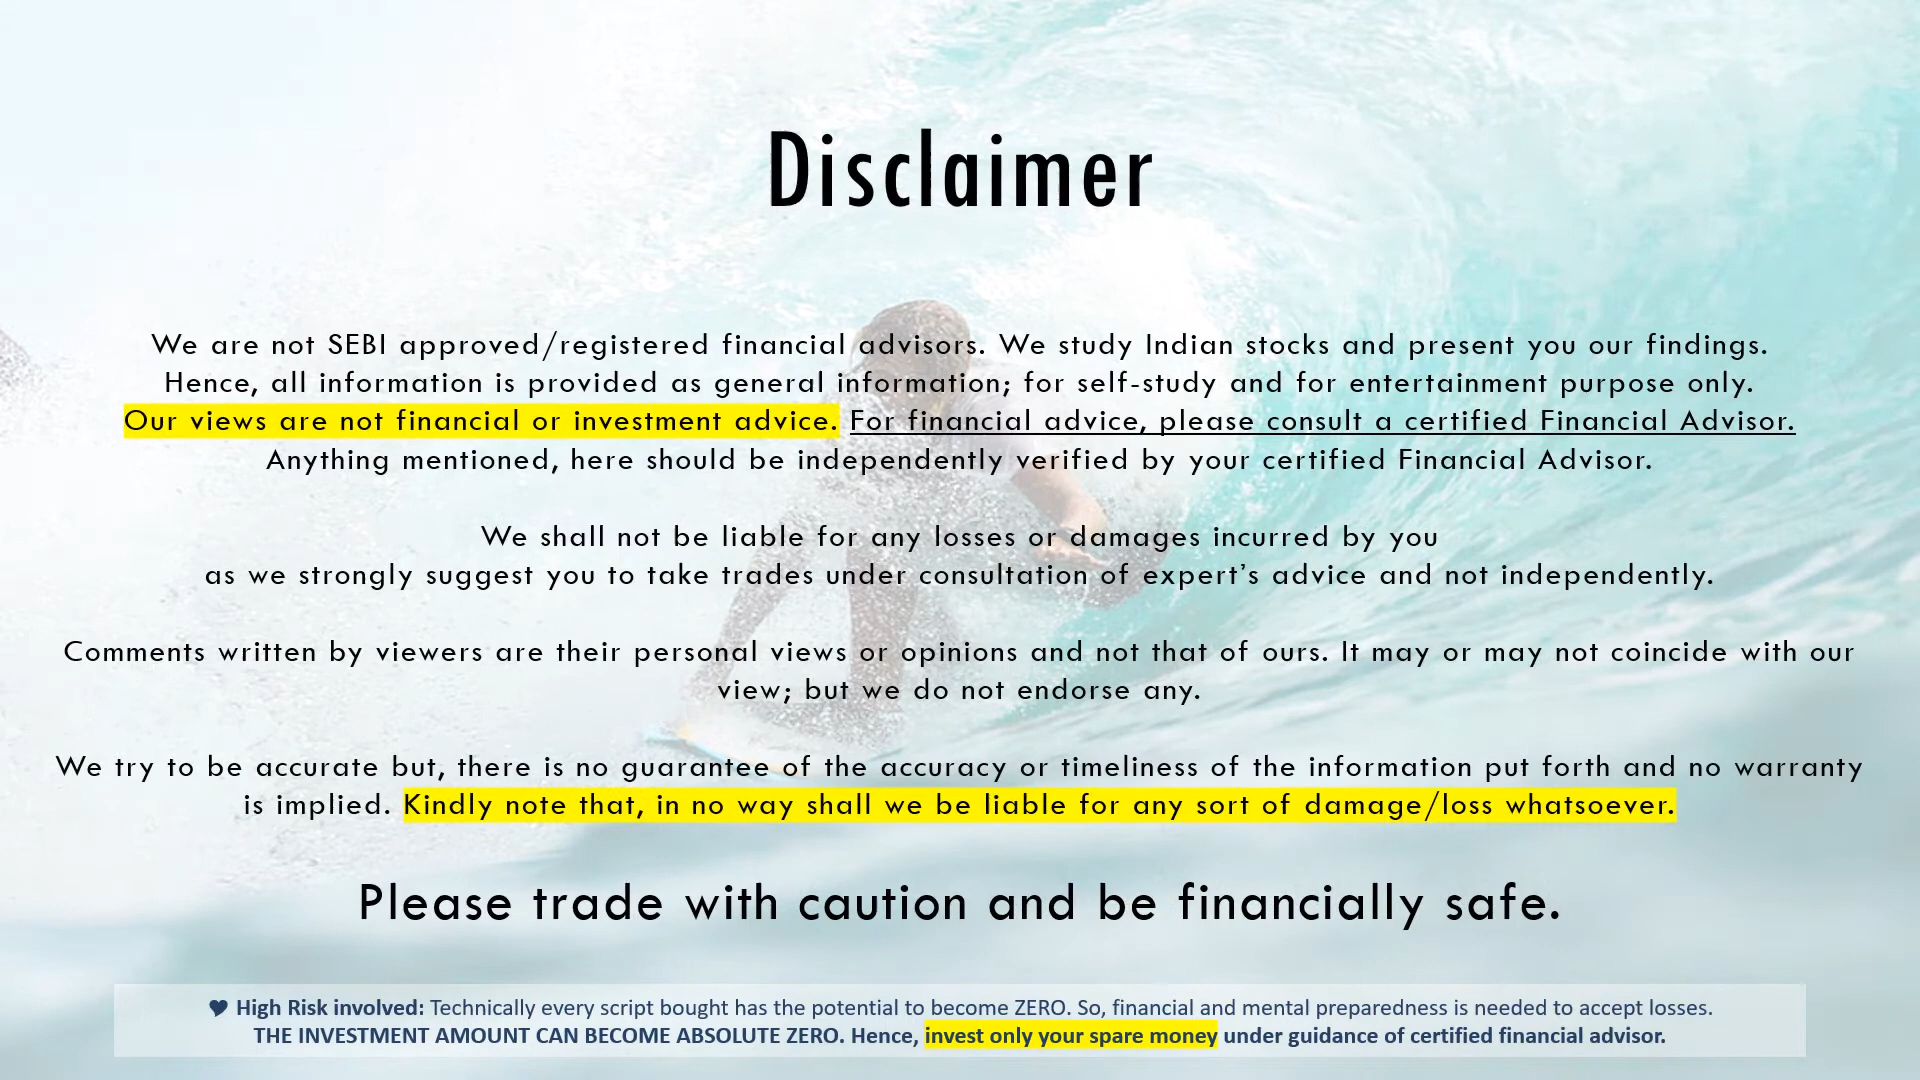 Disclaimer
We are not SEBI approved/registered financial advisors. We study Indian stocks and present you our findings.
Hence, all information is provided as general information; for self-study and for entertainment purpose only.
Our views are not financial or investment advice. For financial advice, please consult a certified Financial Advisor.
Anything mentioned, here should be independently verified by your certified Financial Advisor.
We shall not be liable for any losses or damages incurred by you
as we strongly suggest you to take trades under consultation of expert’s advice and not independently.
Comments written by viewers are their personal views or opinions and not that of ours. It may or may not coincide with our
view; but we do not endorse any.
We try to be accurate but, there is no guarantee of the accuracy or timeliness of the information put forth and no warranty
is implied. Kindly note that, in no way shall we be liable for any sort of damage/loss whatsoever.
Please trade with caution and be financially safe.
♥ High Risk involved: Technically every script bought has the potential to become ZERO. So, financial and mental preparedness is needed to accept losses.
THE INVESTMENT AMOUNT CAN BECOME ABSOLUTE ZERO. Hence, invest only your spare money under guidance of certified financial advisor.